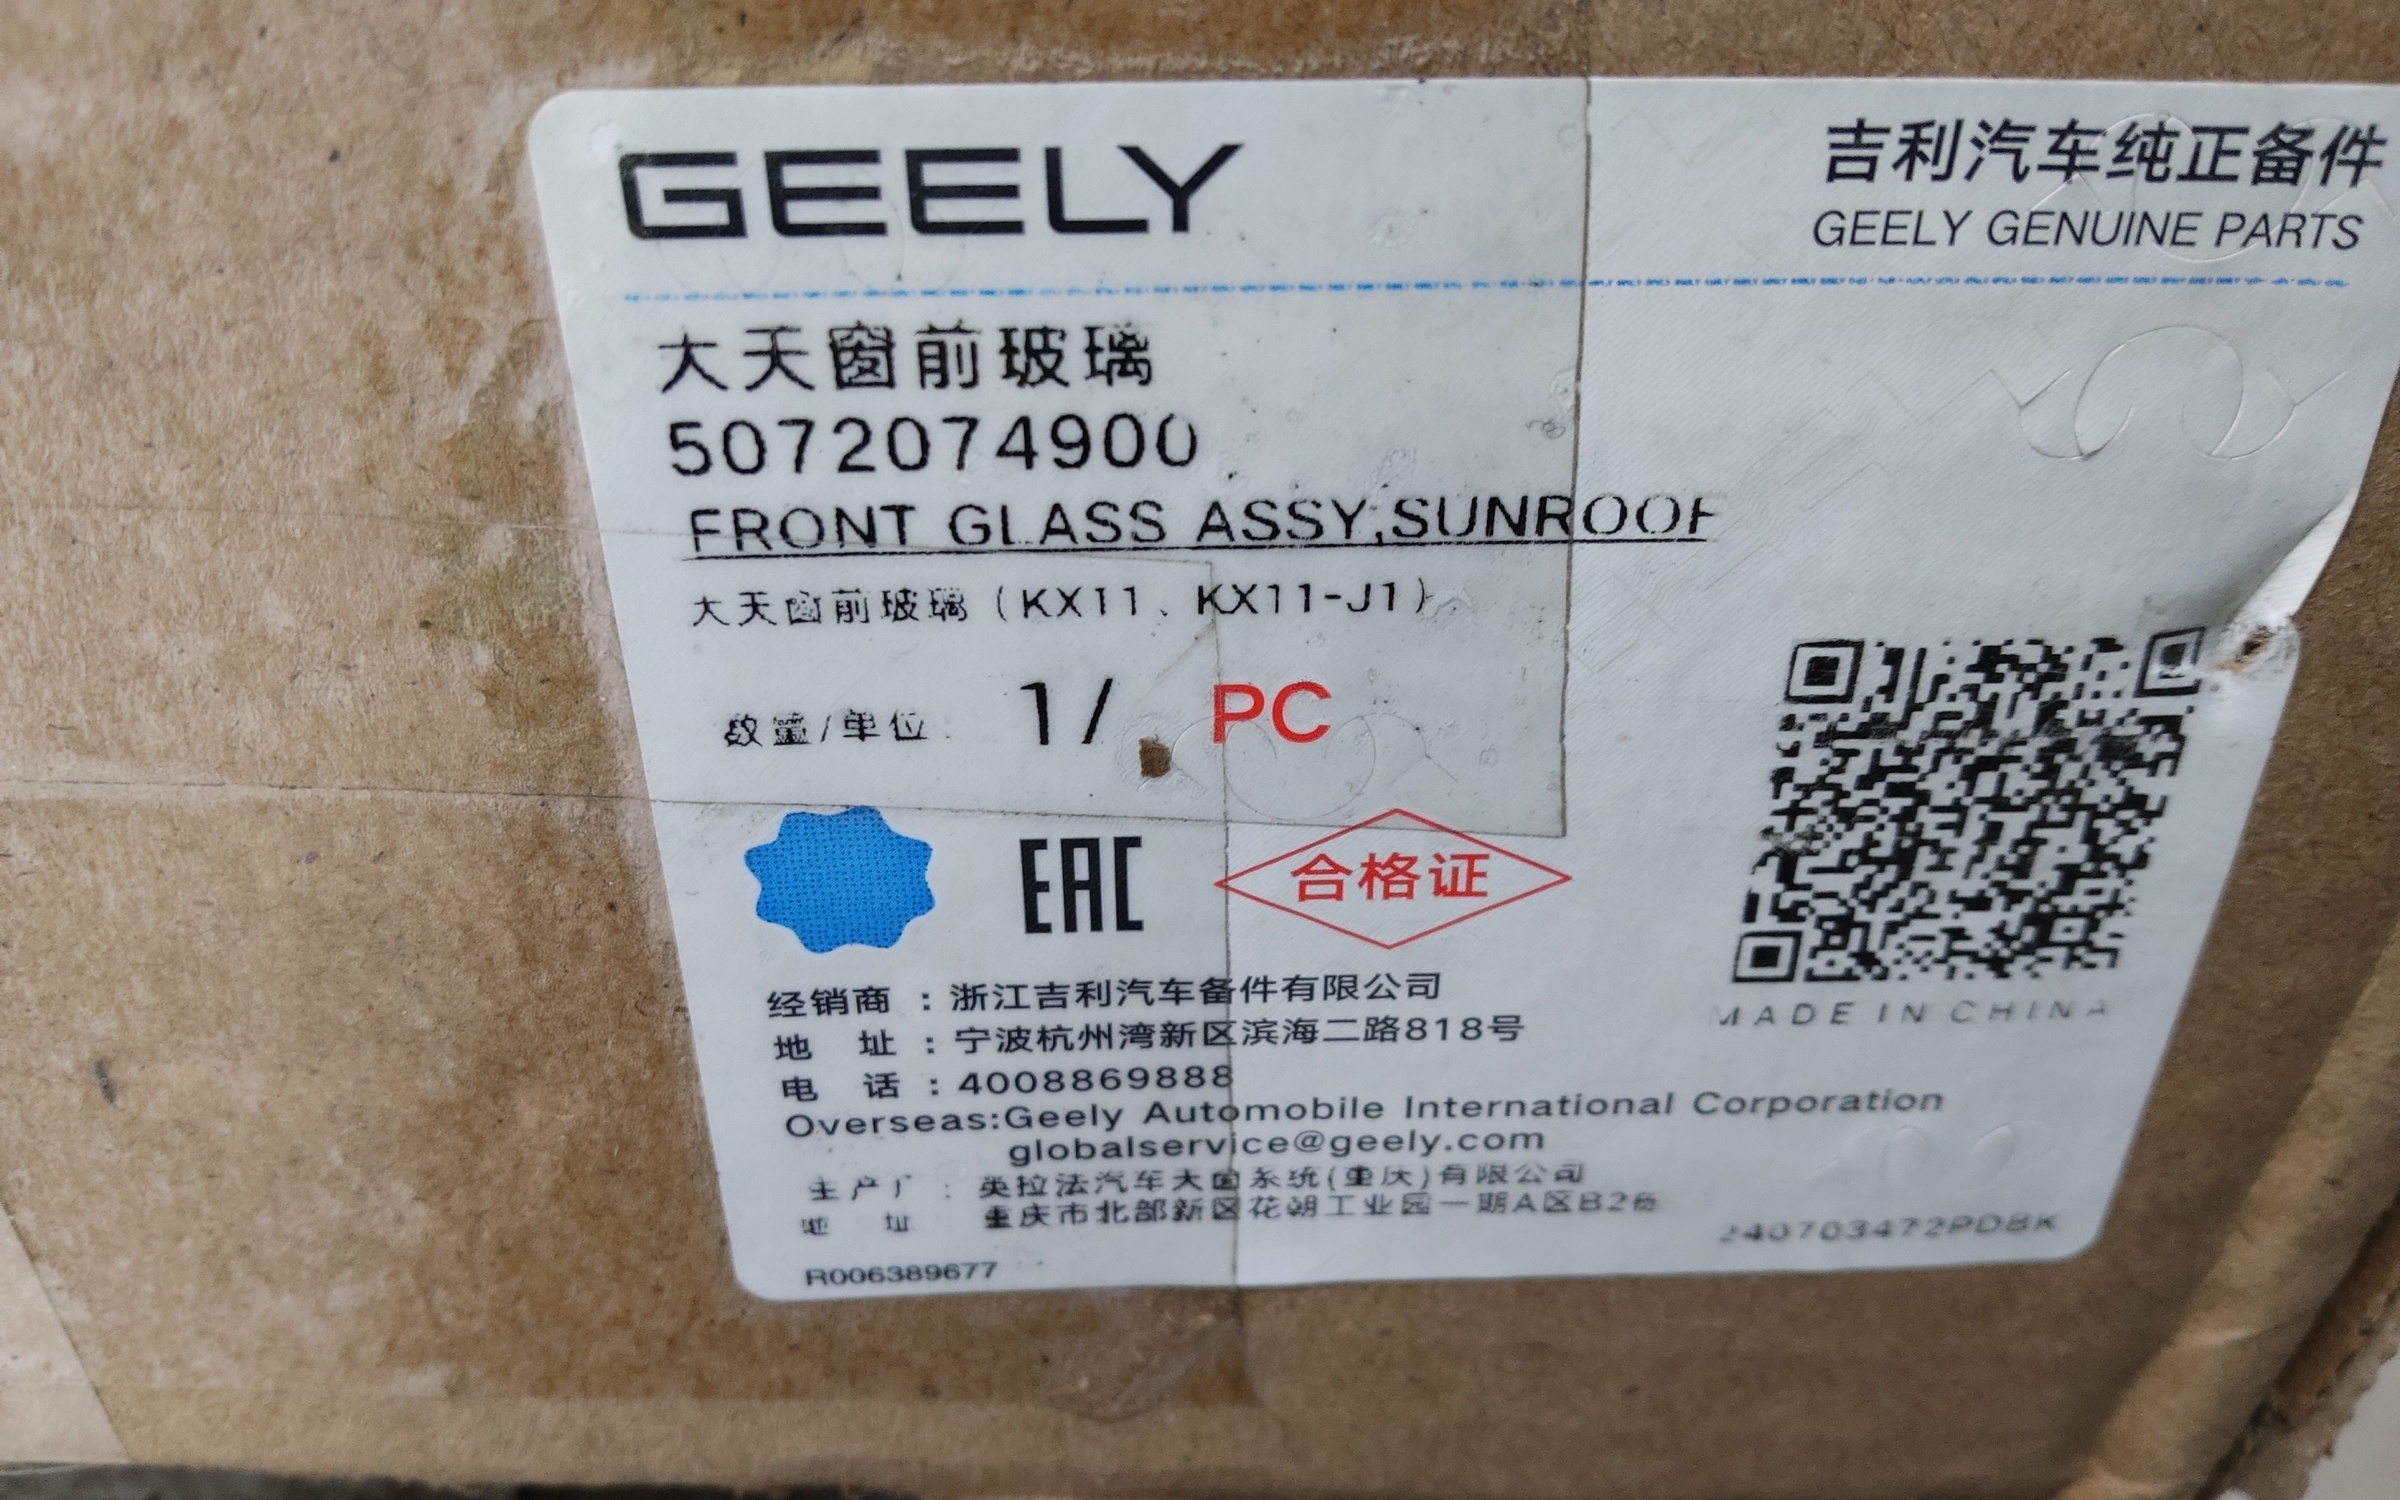 GEELY
吉利汽车纯正备件
GEELY GENUINE PARTS
大天窗前玻璃
5072074900
FRONT GLASS ASSY,SUNROOF
大天窗前玻璃（KX11、KX11-J1）
数量/单位: 1/ PC
EAC
合格证
MADE IN CHINA
经销商：浙江吉利汽车备件有限公司
地 址：宁波杭州湾新区滨海二路818号
电 话：4008869888
Overseas:Geely Automobile International Corporation
globalservice@geely.com
生产厂：英拉法汽车天窗系统(重庆)有限公司
地 址 重庆市北部新区花朝工业园一期A区B2栋
240703472PDBK
R006389677